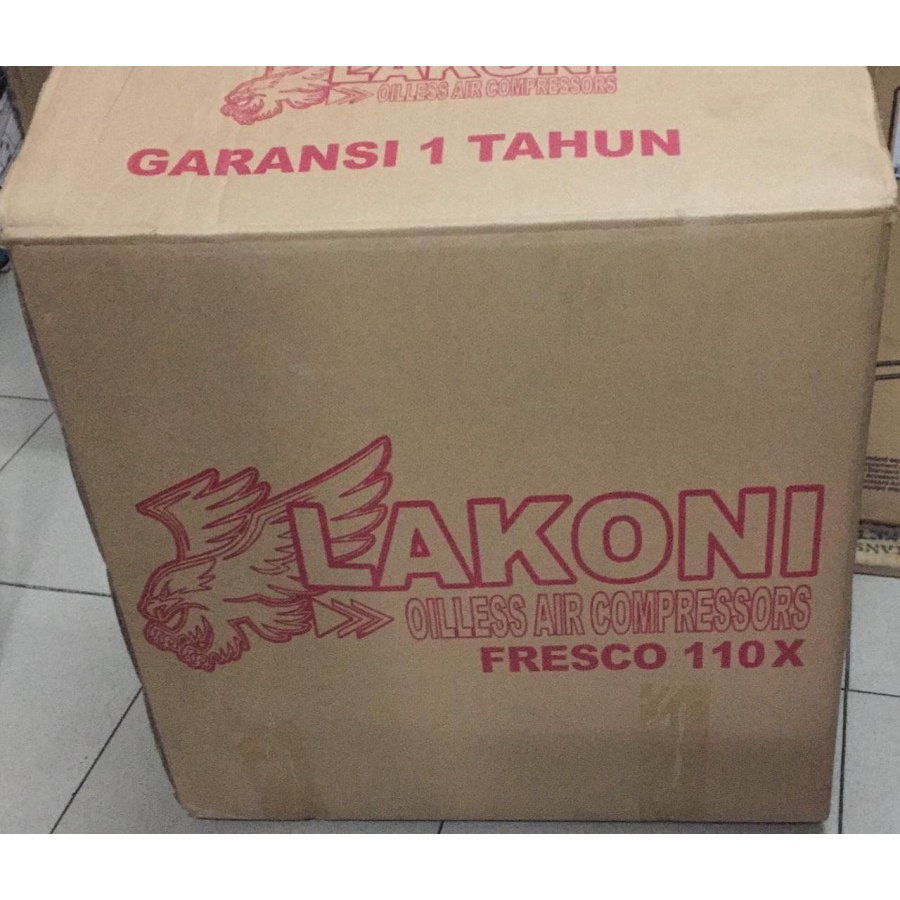 LAKONI
OILLESS AIR COMPRESSORS
GARANSI 1 TAHUN
LAKONI
OILLESS AIR COMPRESSORS
FRESCO 110 X